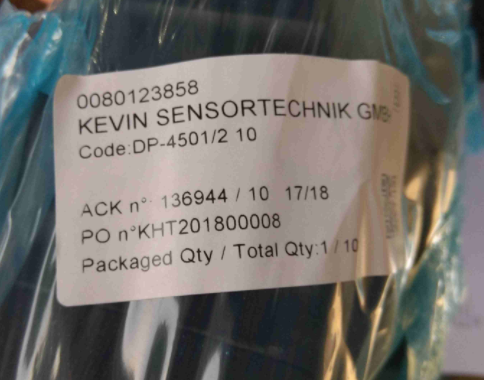 0080123858
KEVIN SENSORTECHNIK GMB
Code:DP-4501/2 10
ACK n° 136944 / 10 17/18
PO n°KHT201800008
Packaged Qty / Total Qty:1 / 10